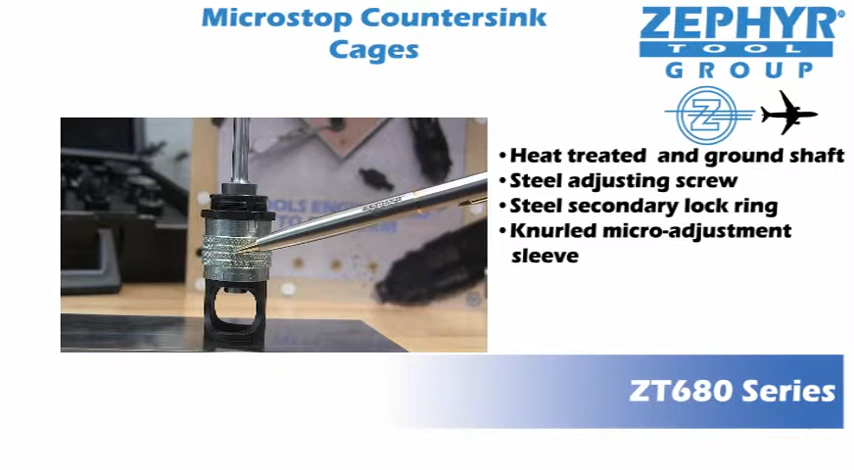 Microstop Countersink
Cages
ZEPHYR®
TOOL
GROUP
Z
• Heat treated and ground shaft
• Steel adjusting screw
• Steel secondary lock ring
• Knurled micro-adjustment
sleeve
ZT680 Series